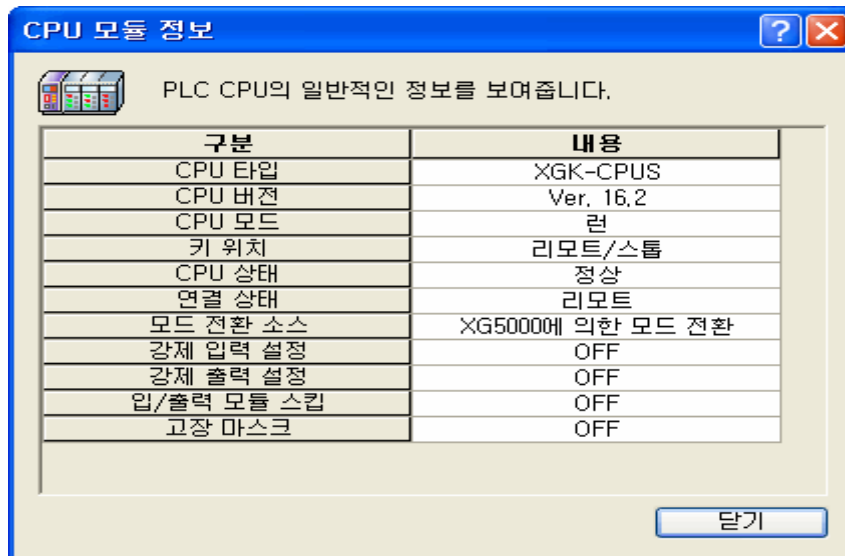 CPU 모듈 정보
PLC CPU의 일반적인 정보를 보여줍니다.
구분 내용
CPU 타입 XGK-CPUS
CPU 버전 Ver. 16.2
CPU 모드 런
키 위치 리모트/스톱
CPU 상태 정상
연결 상태 리모트
모드 전환 소스 XG5000에 의한 모드 전환
강제 입력 설정 OFF
강제 출력 설정 OFF
입/출력 모듈 스킵 OFF
고장 마스크 OFF
닫기